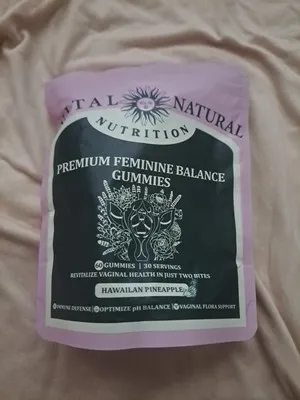 VITAL NATURAL
NUTRITION
PREMIUM FEMININE BALANCE
GUMMIES
60 GUMMIES | 30 SERVINGS
REVITALIZE VAGINAL HEALTH IN JUST TWO BITES
HAWAIIAN PINEAPPLE
IMMUNE DEFENSE | OPTIMIZE pH BALANCE | VAGINAL FLORA SUPPORT